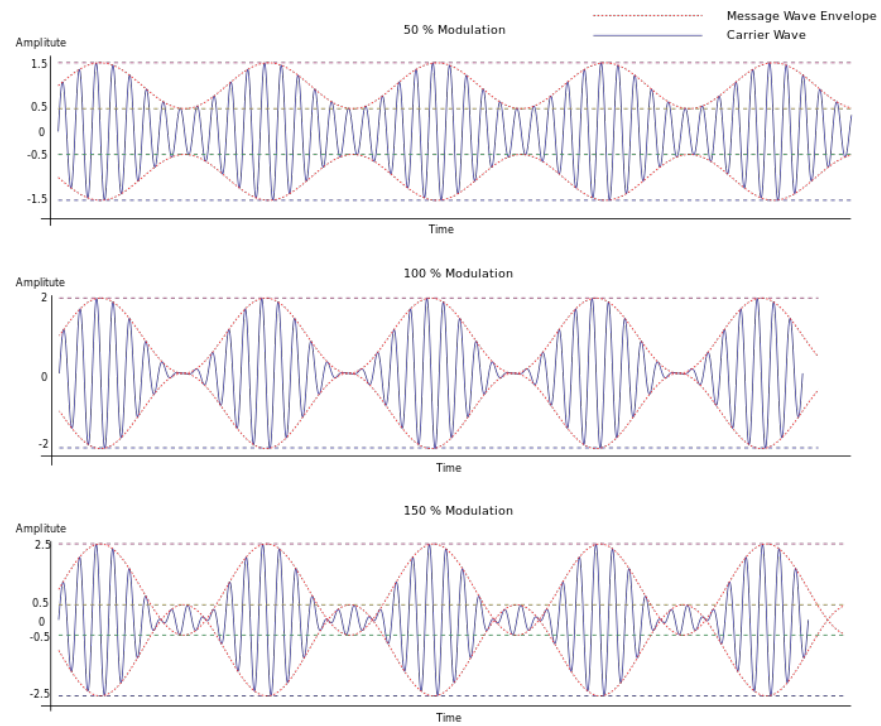 Message Wave Envelope
50 % Modulation
Carrier Wave
Amplitude
1.5
0.5
0
-0.5
-1.5
Time
100 % Modulation
Amplitude
2
0
-2
Time
150 % Modulation
Amplitude
2.5
0.5
0
-0.5
-2.5
Time